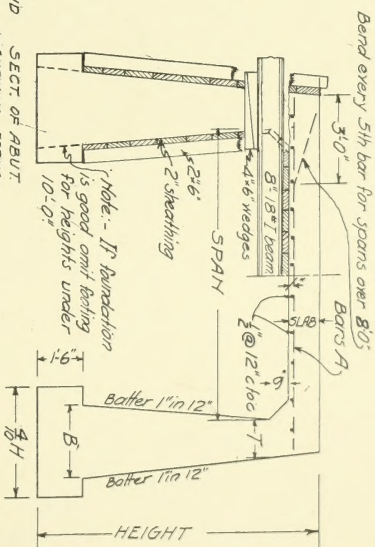 Bend every 5th bar for spans over 8'0"
3'-0"
Bars A
8"-18# I beam
1"
SLAB
½"@12"c to c
9"
4"x6" wedges
SPAN
T
2"x6"
2" sheathing
Batter 1"in 12"
Batter 1"in 12"
HEIGHT
Note:- If foundation
is good omit footing
for heights under
10'-0".
1'-6"
B
4/10 H
SECT. OF ABUT